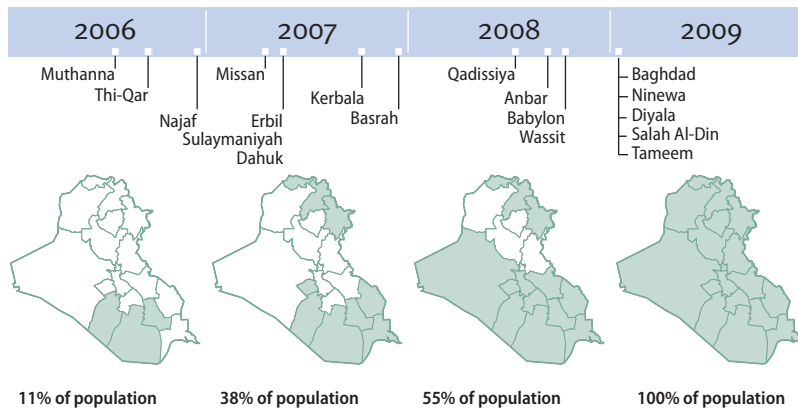 2006
2007
2008
2009
Muthanna
Thi-Qar
Najaf
Missan
Erbil
Sulaymaniyah
Dahuk
Kerbala
Basrah
Qadissiya
Anbar
Babylon
Wassit
Baghdad
Ninewa
Diyala
Salah Al-Din
Tameem
11% of population
38% of population
55% of population
100% of population